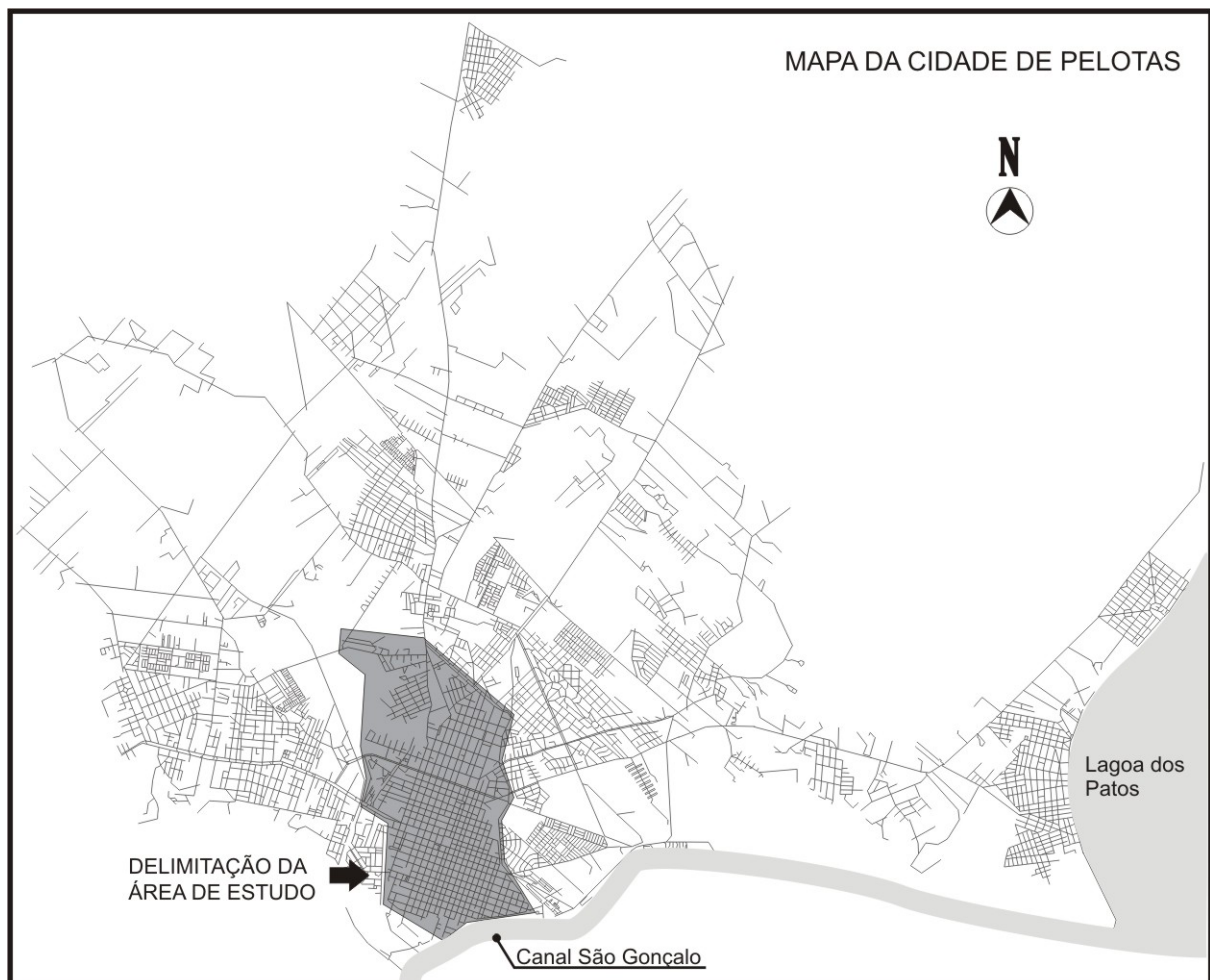 MAPA DA CIDADE DE PELOTAS
N
Lagoa dos
Patos
DELIMITAÇÃO DA
ÁREA DE ESTUDO
Canal São Gonçalo